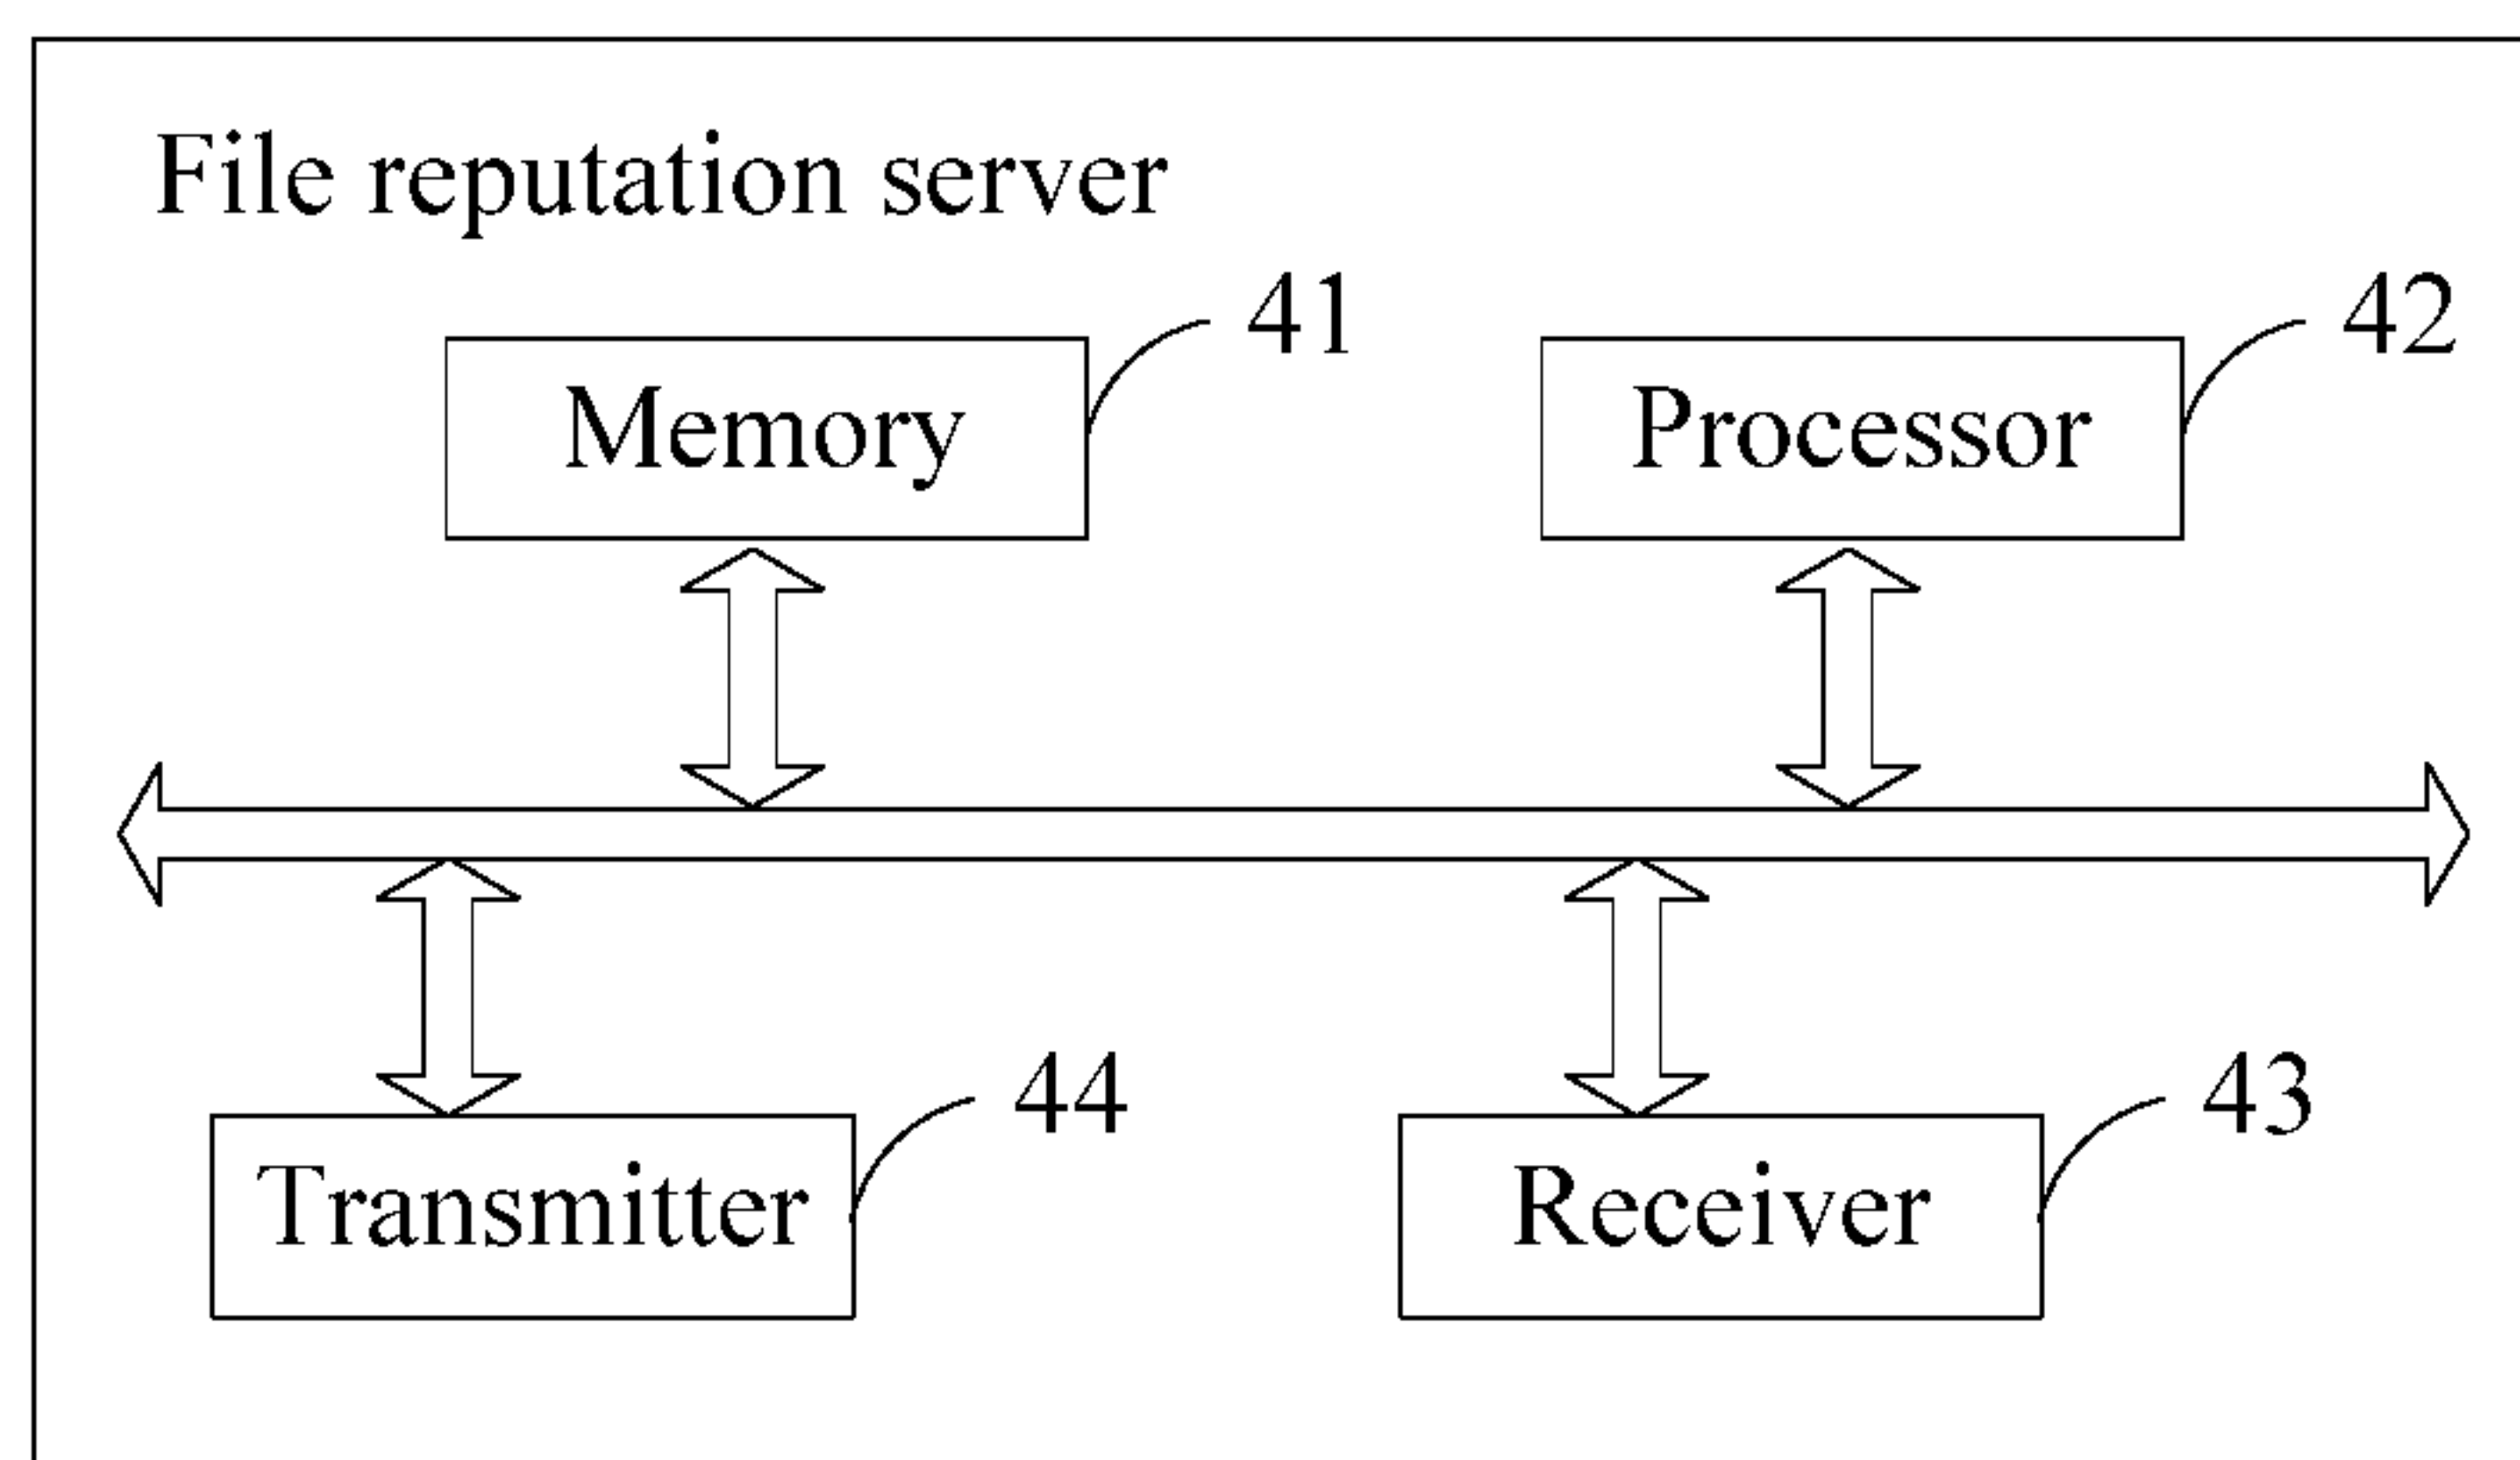 File reputation server
41
42
Memory
Processor
44
43
Transmitter
Receiver